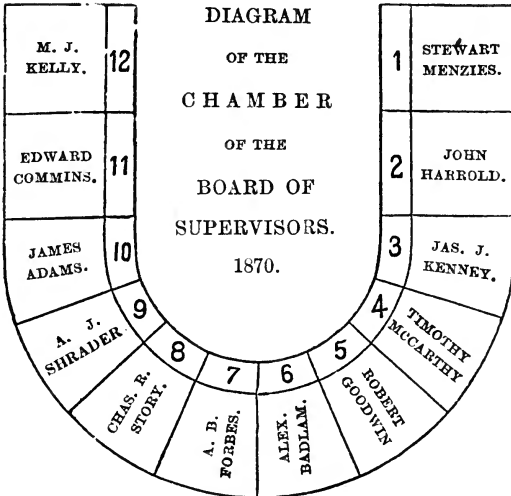 DIAGRAM
OF THE
CHAMBER
OF THE
BOARD OF
SUPERVISORS.
1870.
1
STEWART
MENZIES.
2
JOHN
HARROLD.
3
JAS. J.
KENNEY.
4
TIMOTHY
McCARTHY
5
ROBERT
GOODWIN
6
ALEX.
BADLAM.
7
A. B.
FORBES.
8
CHAS. R.
STORY.
9
A. J.
SHRADER
10
JAMES
ADAMS.
11
EDWARD
COMMINS.
12
M. J.
KELLY.